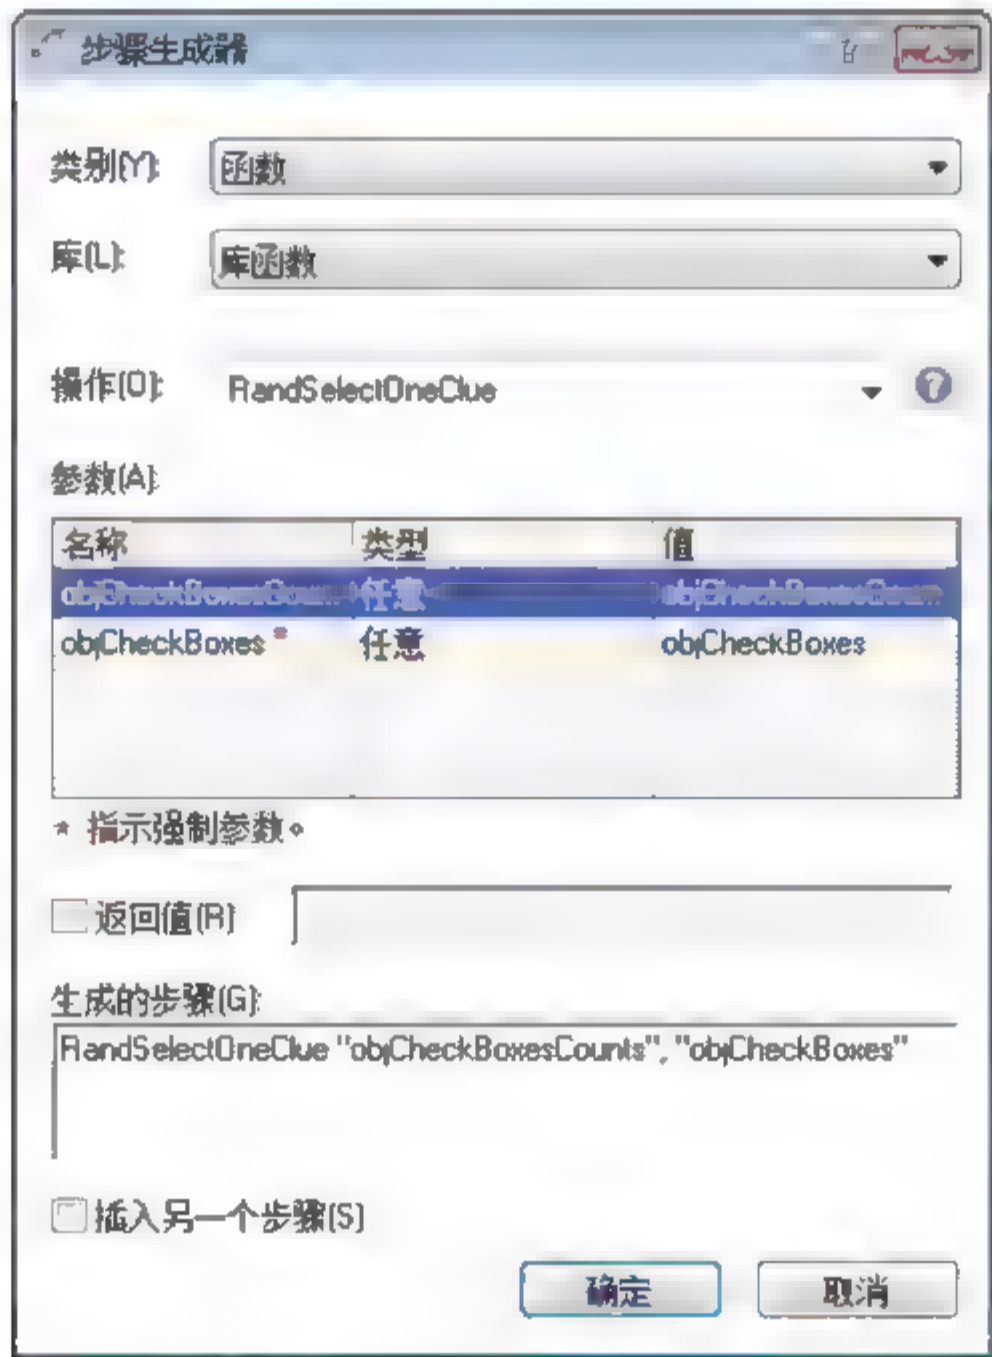 步骤生成器
类别(Y):
函数
库(L):
库函数
操作(O):
RandSelectOneClue
参数(A):
名称 类型 值
objCheckBoxesCoun 任意 objCheckBoxesCoun
objCheckBoxes * 任意 objCheckBoxes
* 指示强制参数。
返回值(R)
生成的步骤(G):
RandSelectOneClue "objCheckBoxesCounts", "objCheckBoxes"
插入另一个步骤(S)
确定 取消